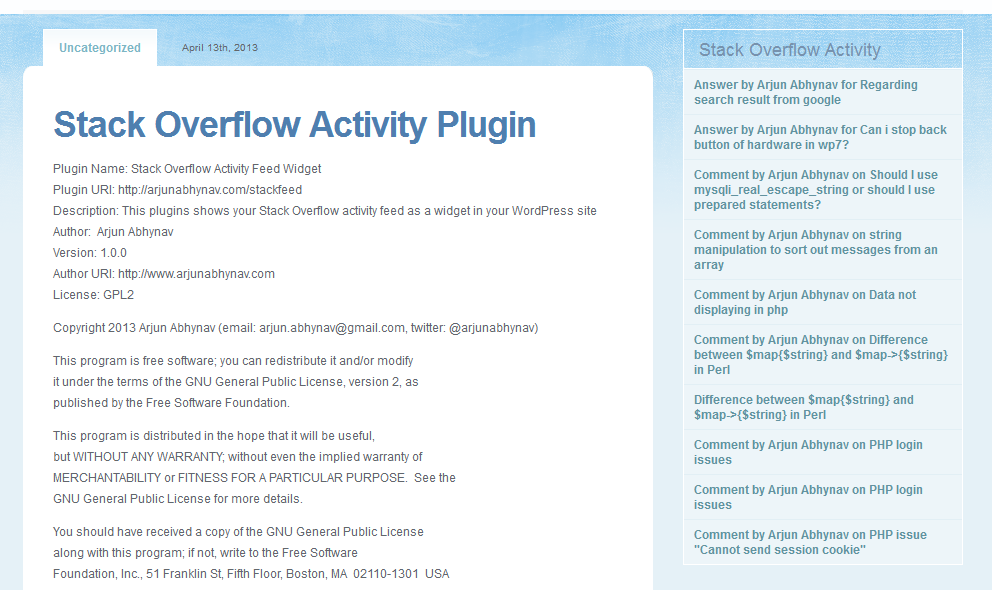 Uncategorized
April 13th, 2013
Stack Overflow Activity Plugin
Plugin Name: Stack Overflow Activity Feed Widget
Plugin URI: http://arjunabhynav.com/stackfeed
Description: This plugins shows your Stack Overflow activity feed as a widget in your WordPress site
Author:  Arjun Abhynav
Version: 1.0.0
Author URI: http://www.arjunabhynav.com
License: GPL2
Copyright 2013 Arjun Abhynav (email: arjun.abhynav@gmail.com, twitter: @arjunabhynav)
This program is free software; you can redistribute it and/or modify
it under the terms of the GNU General Public License, version 2, as
published by the Free Software Foundation.
This program is distributed in the hope that it will be useful,
but WITHOUT ANY WARRANTY; without even the implied warranty of
MERCHANTABILITY or FITNESS FOR A PARTICULAR PURPOSE.  See the
GNU General Public License for more details.
You should have received a copy of the GNU General Public License
along with this program; if not, write to the Free Software
Foundation, Inc., 51 Franklin St, Fifth Floor, Boston, MA  02110-1301  USA
Stack Overflow Activity
Answer by Arjun Abhynav for Regarding
search result from google
Answer by Arjun Abhynav for Can i stop back
button of hardware in wp7?
Comment by Arjun Abhynav on Should I use
mysqli_real_escape_string or should I use
prepared statements?
Comment by Arjun Abhynav on string
manipulation to sort out messages from an
array
Comment by Arjun Abhynav on Data not
displaying in php
Comment by Arjun Abhynav on Difference
between $map{$string} and $map->{$string}
in Perl
Difference between $map{$string} and
$map->{$string} in Perl
Comment by Arjun Abhynav on PHP login
issues
Comment by Arjun Abhynav on PHP login
issues
Comment by Arjun Abhynav on PHP issue
"Cannot send session cookie"